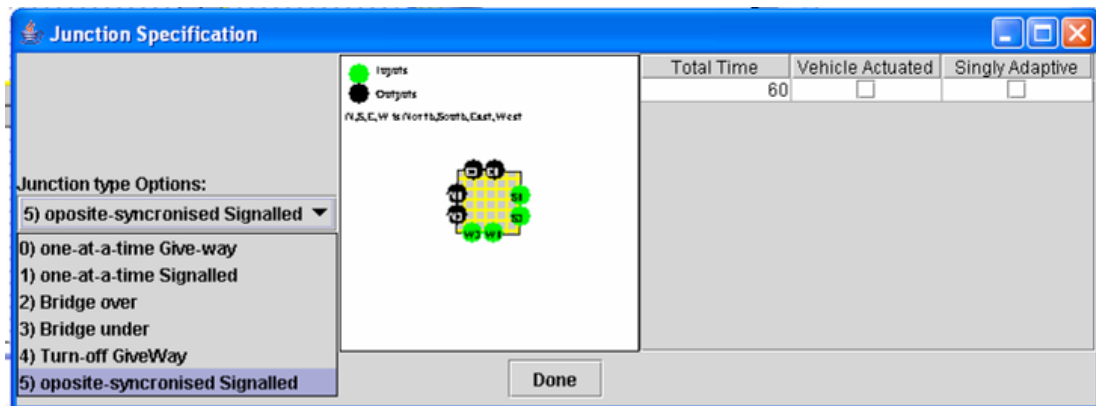 Junction Specification
Inputs
Outputs
N,S,E,W is North,South,East,West
Total Time Vehicle Actuated Singly Adaptive
60
Junction type Options:
5) oposite-syncronised Signalled
0) one-at-a-time Give-way
1) one-at-a-time Signalled
2) Bridge over
3) Bridge under
4) Turn-off GiveWay
5) oposite-syncronised Signalled
S1
W1
Done